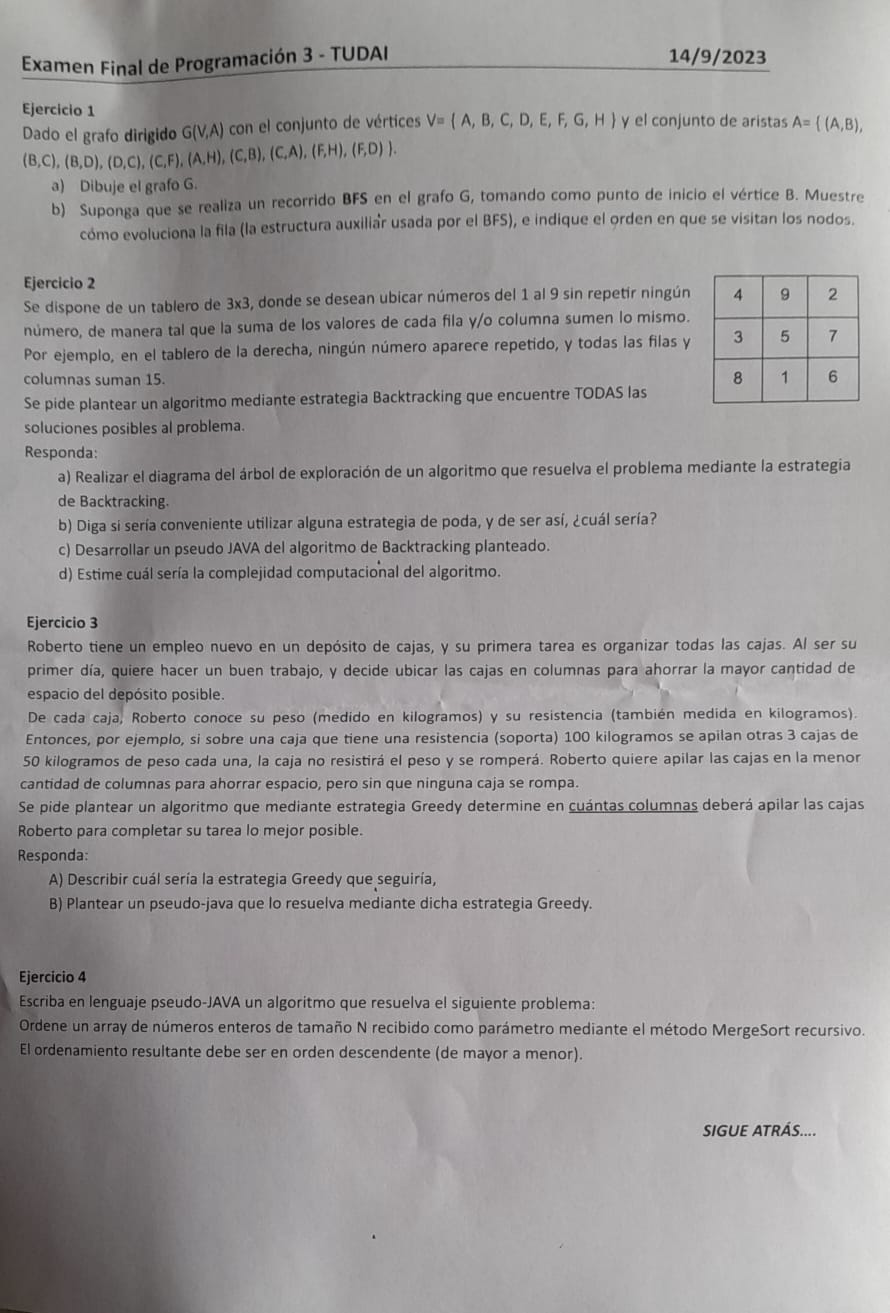 Examen Final de Programación 3 - TUDAI 14/9/2023
Ejercicio 1
Dado el grafo dirigido G(V,A) con el conjunto de vértices V= { A, B, C, D, E, F, G, H } y el conjunto de aristas A= { (A,B),
(B,C), (B,D), (D,C), (C,F), (A,H), (C,B), (C,A), (F,H), (F,D) }.
a) Dibuje el grafo G.
b) Suponga que se realiza un recorrido BFS en el grafo G, tomando como punto de inicio el vértice B. Muestre
cómo evoluciona la fila (la estructura auxiliar usada por el BFS), e indique el orden en que se visitan los nodos.
Ejercicio 2
Se dispone de un tablero de 3x3, donde se desean ubicar números del 1 al 9 sin repetir ningún
número, de manera tal que la suma de los valores de cada fila y/o columna sumen lo mismo.
Por ejemplo, en el tablero de la derecha, ningún número aparece repetido, y todas las filas y
columnas suman 15.
Se pide plantear un algoritmo mediante estrategia Backtracking que encuentre TODAS las
soluciones posibles al problema.
4 9 2
3 5 7
8 1 6
Responda:
a) Realizar el diagrama del árbol de exploración de un algoritmo que resuelva el problema mediante la estrategia
de Backtracking.
b) Diga si sería conveniente utilizar alguna estrategia de poda, y de ser así, ¿cuál sería?
c) Desarrollar un pseudo JAVA del algoritmo de Backtracking planteado.
d) Estime cuál sería la complejidad computacional del algoritmo.
Ejercicio 3
Roberto tiene un empleo nuevo en un depósito de cajas, y su primera tarea es organizar todas las cajas. Al ser su
primer día, quiere hacer un buen trabajo, y decide ubicar las cajas en columnas para ahorrar la mayor cantidad de
espacio del depósito posible.
De cada caja, Roberto conoce su peso (medido en kilogramos) y su resistencia (también medida en kilogramos).
Entonces, por ejemplo, si sobre una caja que tiene una resistencia (soporta) 100 kilogramos se apilan otras 3 cajas de
50 kilogramos de peso cada una, la caja no resistirá el peso y se romperá. Roberto quiere apilar las cajas en la menor
cantidad de columnas para ahorrar espacio, pero sin que ninguna caja se rompa.
Se pide plantear un algoritmo que mediante estrategia Greedy determine en cuántas columnas deberá apilar las cajas
Roberto para completar su tarea lo mejor posible.
Responda:
A) Describir cuál sería la estrategia Greedy que seguiría,
B) Plantear un pseudo-java que lo resuelva mediante dicha estrategia Greedy.
Ejercicio 4
Escriba en lenguaje pseudo-JAVA un algoritmo que resuelva el siguiente problema:
Ordene un array de números enteros de tamaño N recibido como parámetro mediante el método MergeSort recursivo.
El ordenamiento resultante debe ser en orden descendente (de mayor a menor).
SIGUE ATRÁS....